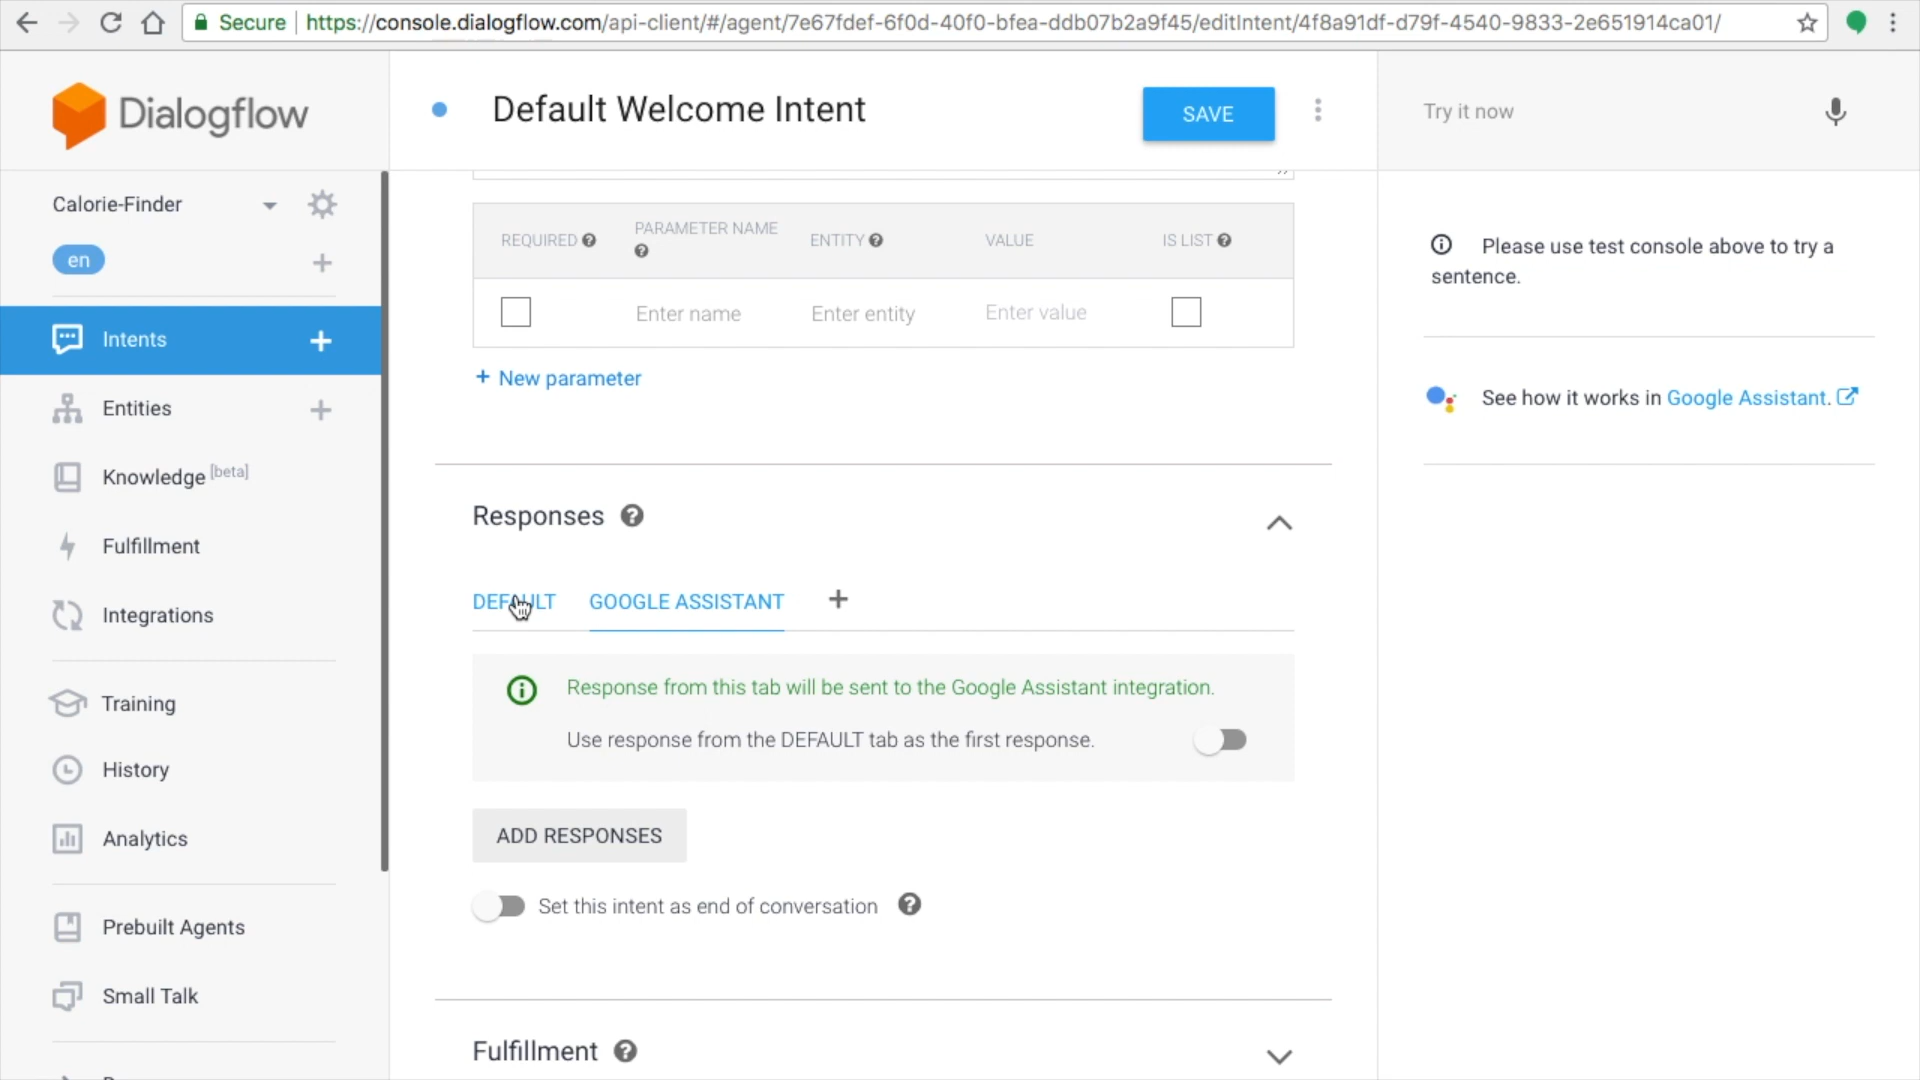 Secure | https://console.dialogflow.com/api-client/#/agent/7e67fdef-6f0d-40f0-bfea-ddb07b2a9f45/editIntent/4f8a91df-d79f-4540-9833-2e651914ca01/
Dialogflow
Default Welcome Intent
SAVE
Try it now
Calorie-Finder
en
REQUIRED
PARAMETER NAME
ENTITY
VALUE
IS LIST
Please use test console above to try a
sentence.
Enter name
Enter entity
Enter value
Intents
+ New parameter
See how it works in Google Assistant.
Entities
Knowledge [beta]
Responses
Fulfillment
DEFAULT
GOOGLE ASSISTANT
Integrations
Response from this tab will be sent to the Google Assistant integration.
Training
Use response from the DEFAULT tab as the first response.
History
ADD RESPONSES
Analytics
Set this intent as end of conversation
Prebuilt Agents
Small Talk
Fulfillment